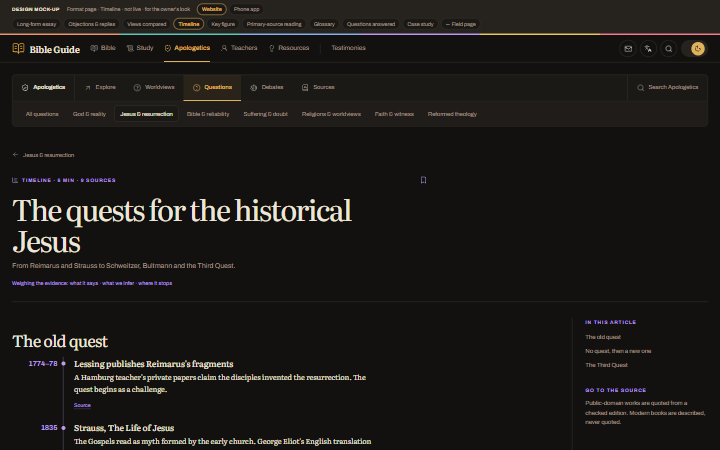 DESIGN MOCK-UP Format page · Timeline · not live · for the owner's look Website Phone app
Long-form essay Objections & replies Views compared Timeline Key figure Primary-source reading Glossary Questions answered Case study ← Field page
Bible Guide Bible Study Apologetics Teachers Resources Testimonies
Apologetics Explore Worldviews Questions Debates Sources Search Apologetics
All questions God & reality Jesus & resurrection Bible & reliability Suffering & doubt Religions & worldviews Faith & witness Reformed theology
← Jesus & resurrection
TIMELINE · 8 MIN · 9 SOURCES
The quests for the historical
Jesus
From Reimarus and Strauss to Schweitzer, Bultmann and the Third Quest.
Weighing the evidence: what it says · what we infer · where it stops
The old quest
1774–78 Lessing publishes Reimarus's fragments
A Hamburg teacher's private papers claim the disciples invented the resurrection. The
quest begins as a challenge.
Source
1835 Strauss, The Life of Jesus
The Gospels read as myth formed by the early church. George Eliot's English translation
IN THIS ARTICLE
The old quest
No quest, then a new one
The Third Quest
GO TO THE SOURCE
Public-domain works are quoted from a
checked edition. Modern books are described,
never quoted.